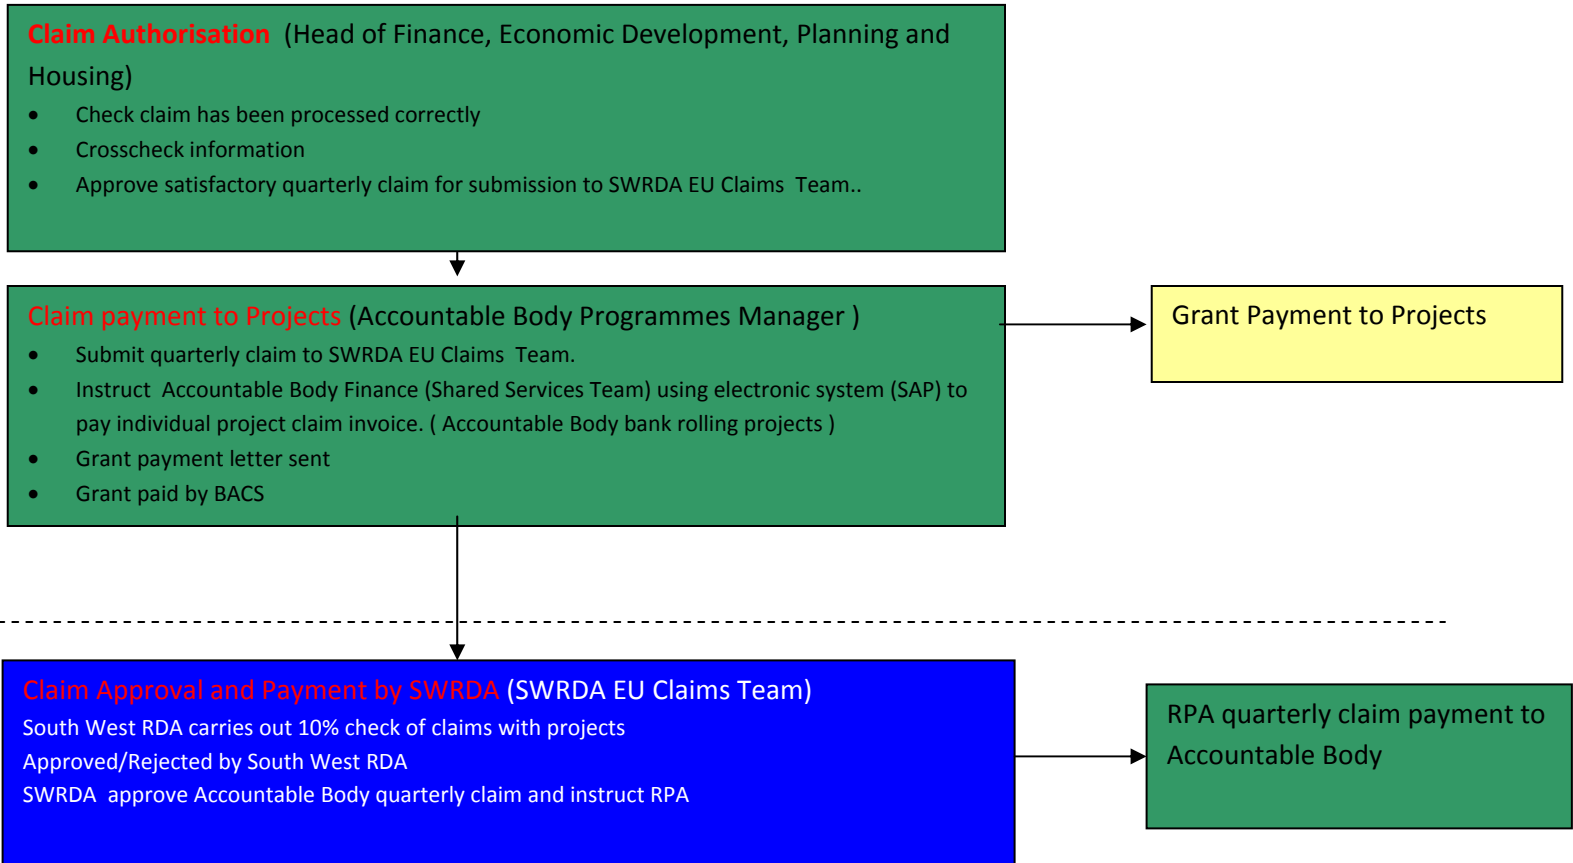 Claim Authorisation  (Head of Finance, Economic Development, Planning and
Housing)
• Check claim has been processed correctly
• Crosscheck information
• Approve satisfactory quarterly claim for submission to SWRDA EU Claims  Team..
Claim payment to Projects (Accountable Body Programmes Manager )
• Submit quarterly claim to SWRDA EU Claims  Team.
• Instruct  Accountable Body Finance (Shared Services Team) using electronic system (SAP) to
pay individual project claim invoice. ( Accountable Body bank rolling projects )
• Grant payment letter sent
• Grant paid by BACS
Grant Payment to Projects
Claim Approval and Payment by SWRDA (SWRDA EU Claims Team)
South West RDA carries out 10% check of claims with projects
Approved/Rejected by South West RDA
SWRDA  approve Accountable Body quarterly claim and instruct RPA
RPA quarterly claim payment to
Accountable Body